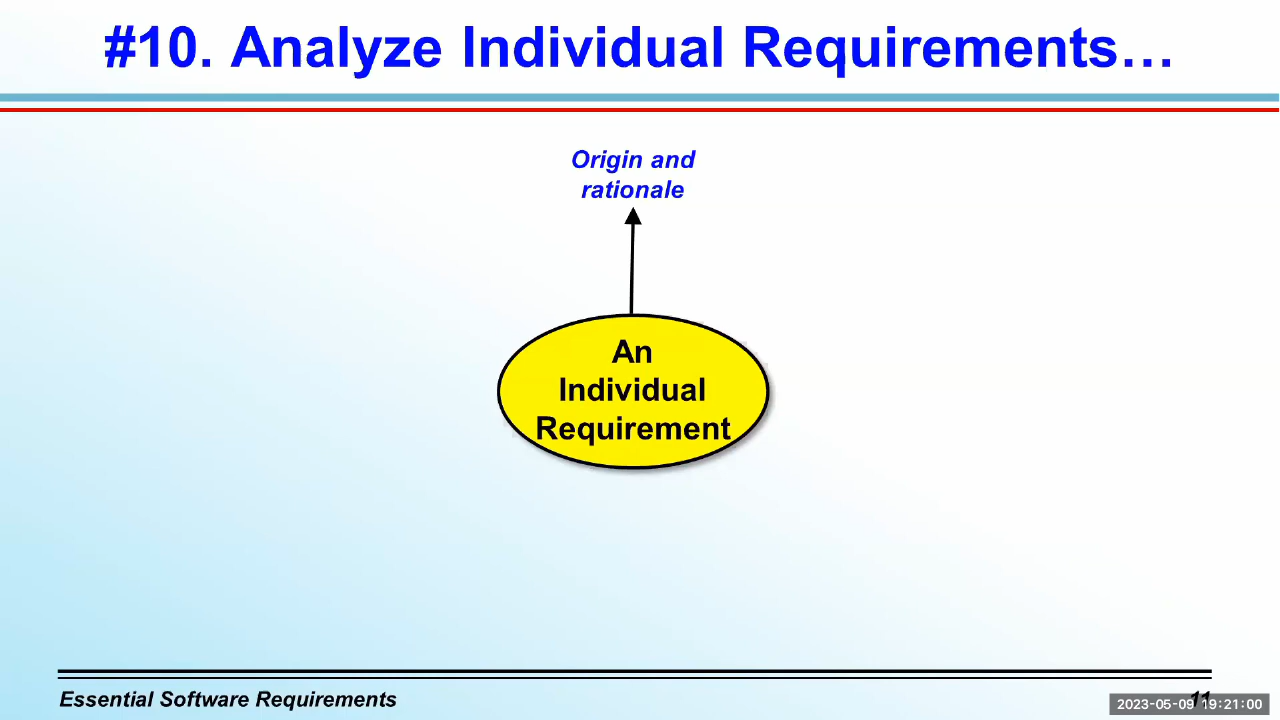 #10. Analyze Individual Requirements…
Origin and
rationale
An
Individual
Requirement
Essential Software Requirements
11
2023-05-09 19:21:00